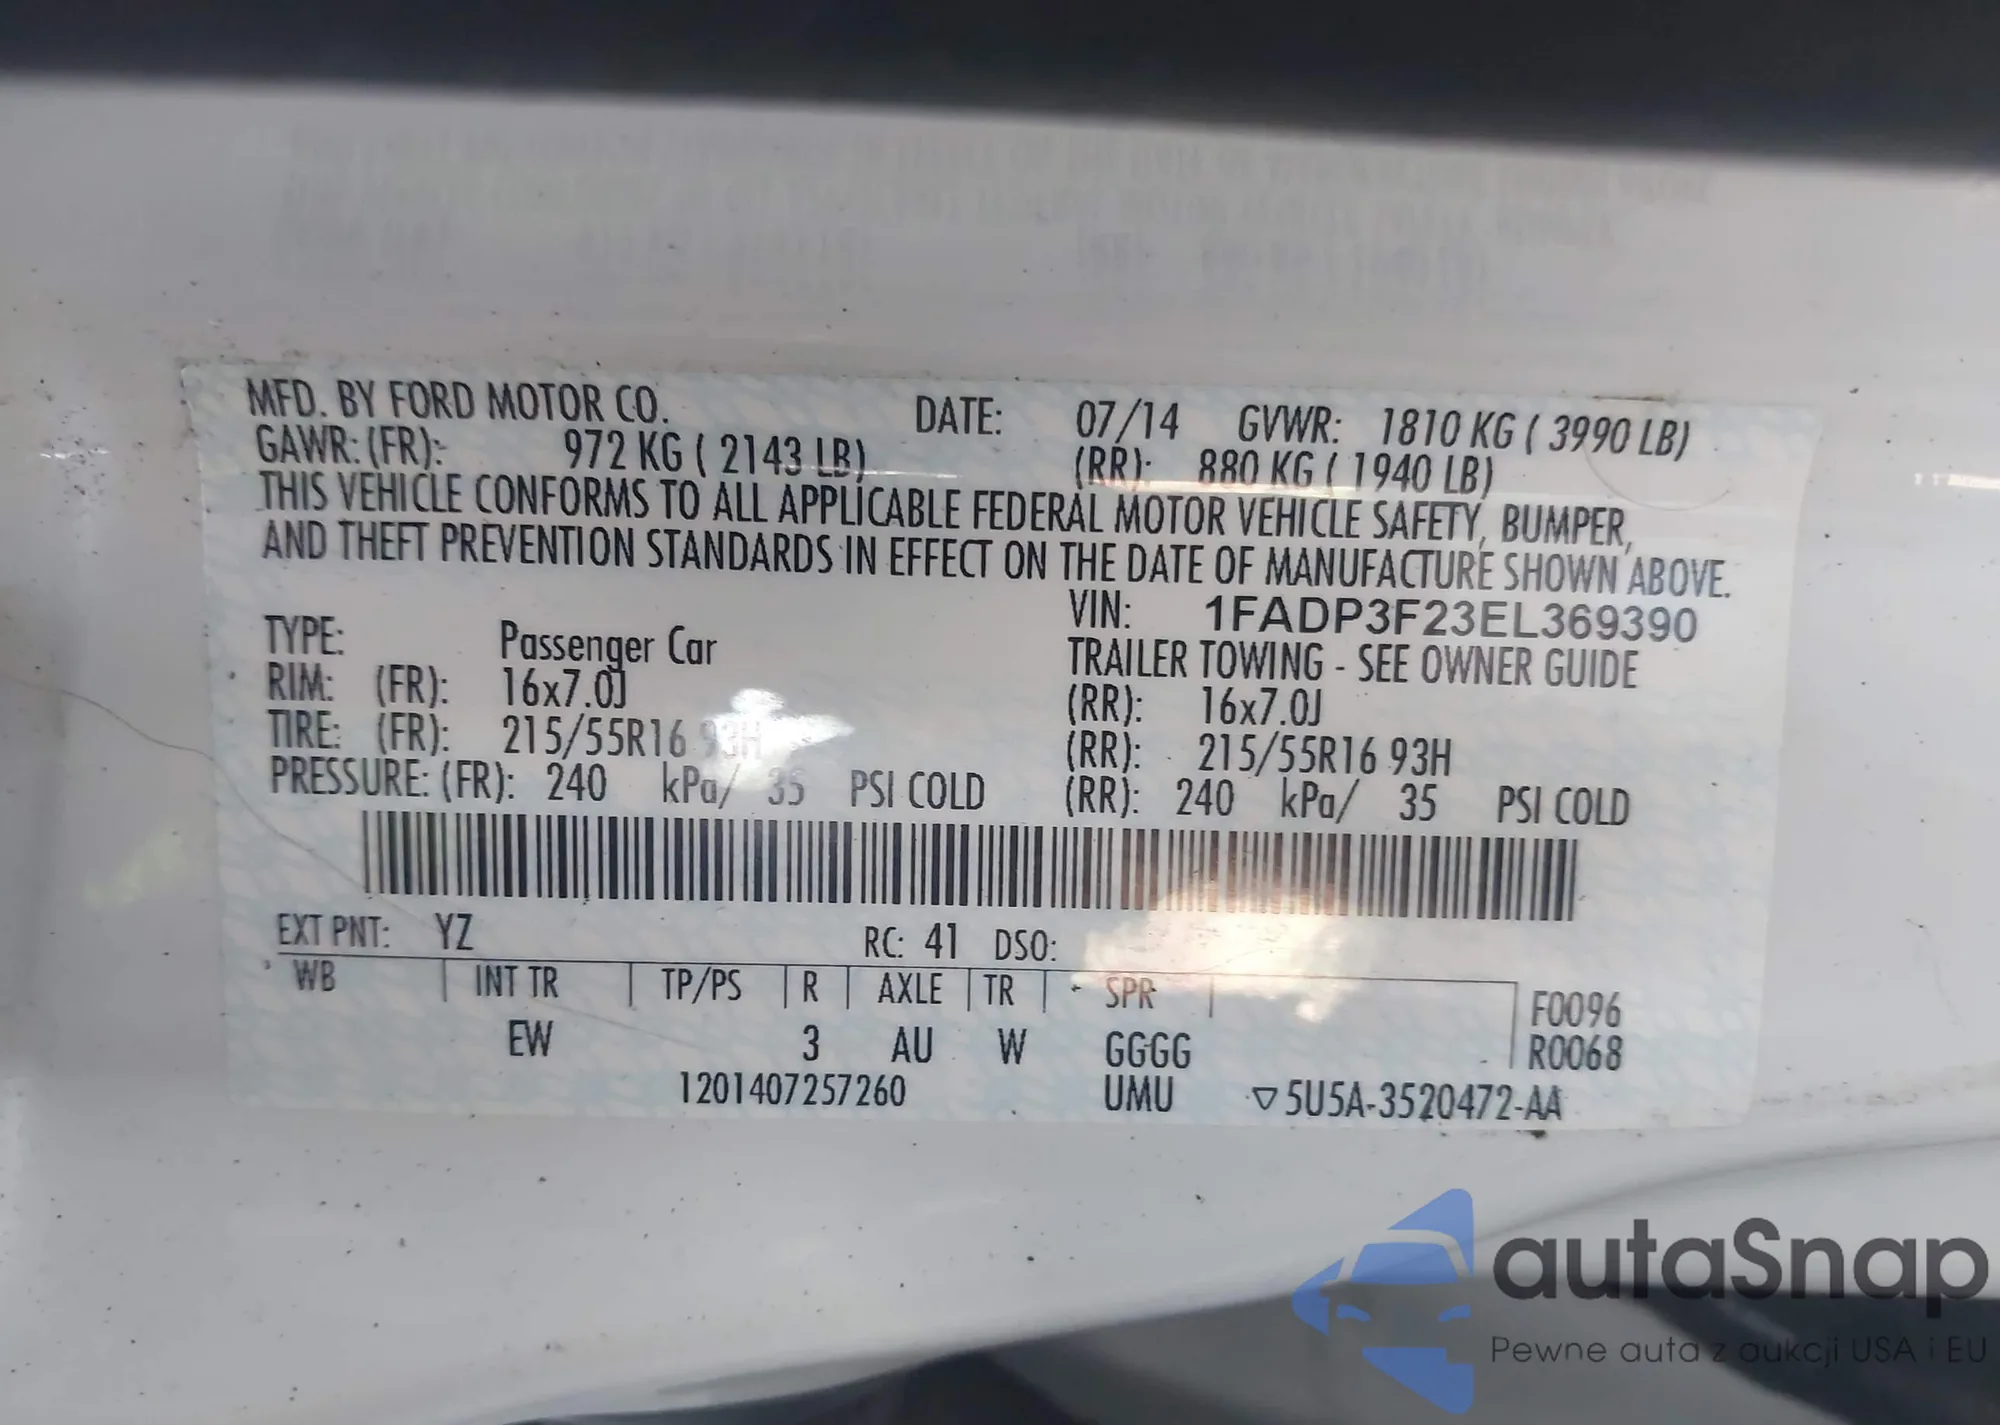 MFD. BY FORD MOTOR CO. DATE: 07/14 GVWR: 1810 KG ( 3990 LB)
GAWR: (FR): 972 KG ( 2143 LB) (RR): 880 KG ( 1940 LB)
THIS VEHICLE CONFORMS TO ALL APPLICABLE FEDERAL MOTOR VEHICLE SAFETY, BUMPER,
AND THEFT PREVENTION STANDARDS IN EFFECT ON THE DATE OF MANUFACTURE SHOWN ABOVE.
VIN: 1FADP3F23EL369390
TYPE: Passenger Car TRAILER TOWING - SEE OWNER GUIDE
RIM: (FR): 16x7.0J (RR): 16x7.0J
TIRE: (FR): 215/55R16 93H (RR): 215/55R16 93H
PRESSURE: (FR): 240 kPa/ 35 PSI COLD (RR): 240 kPa/ 35 PSI COLD
EXT PNT: YZ RC: 41 DSO:
WB INT TR TP/PS R AXLE TR SPR F0096
EW 3 AU W GGGG R0068
1201407257260 UMU ▽5U5A-3520472-AA
autaSnap
Pewne auta z aukcji USA i EU